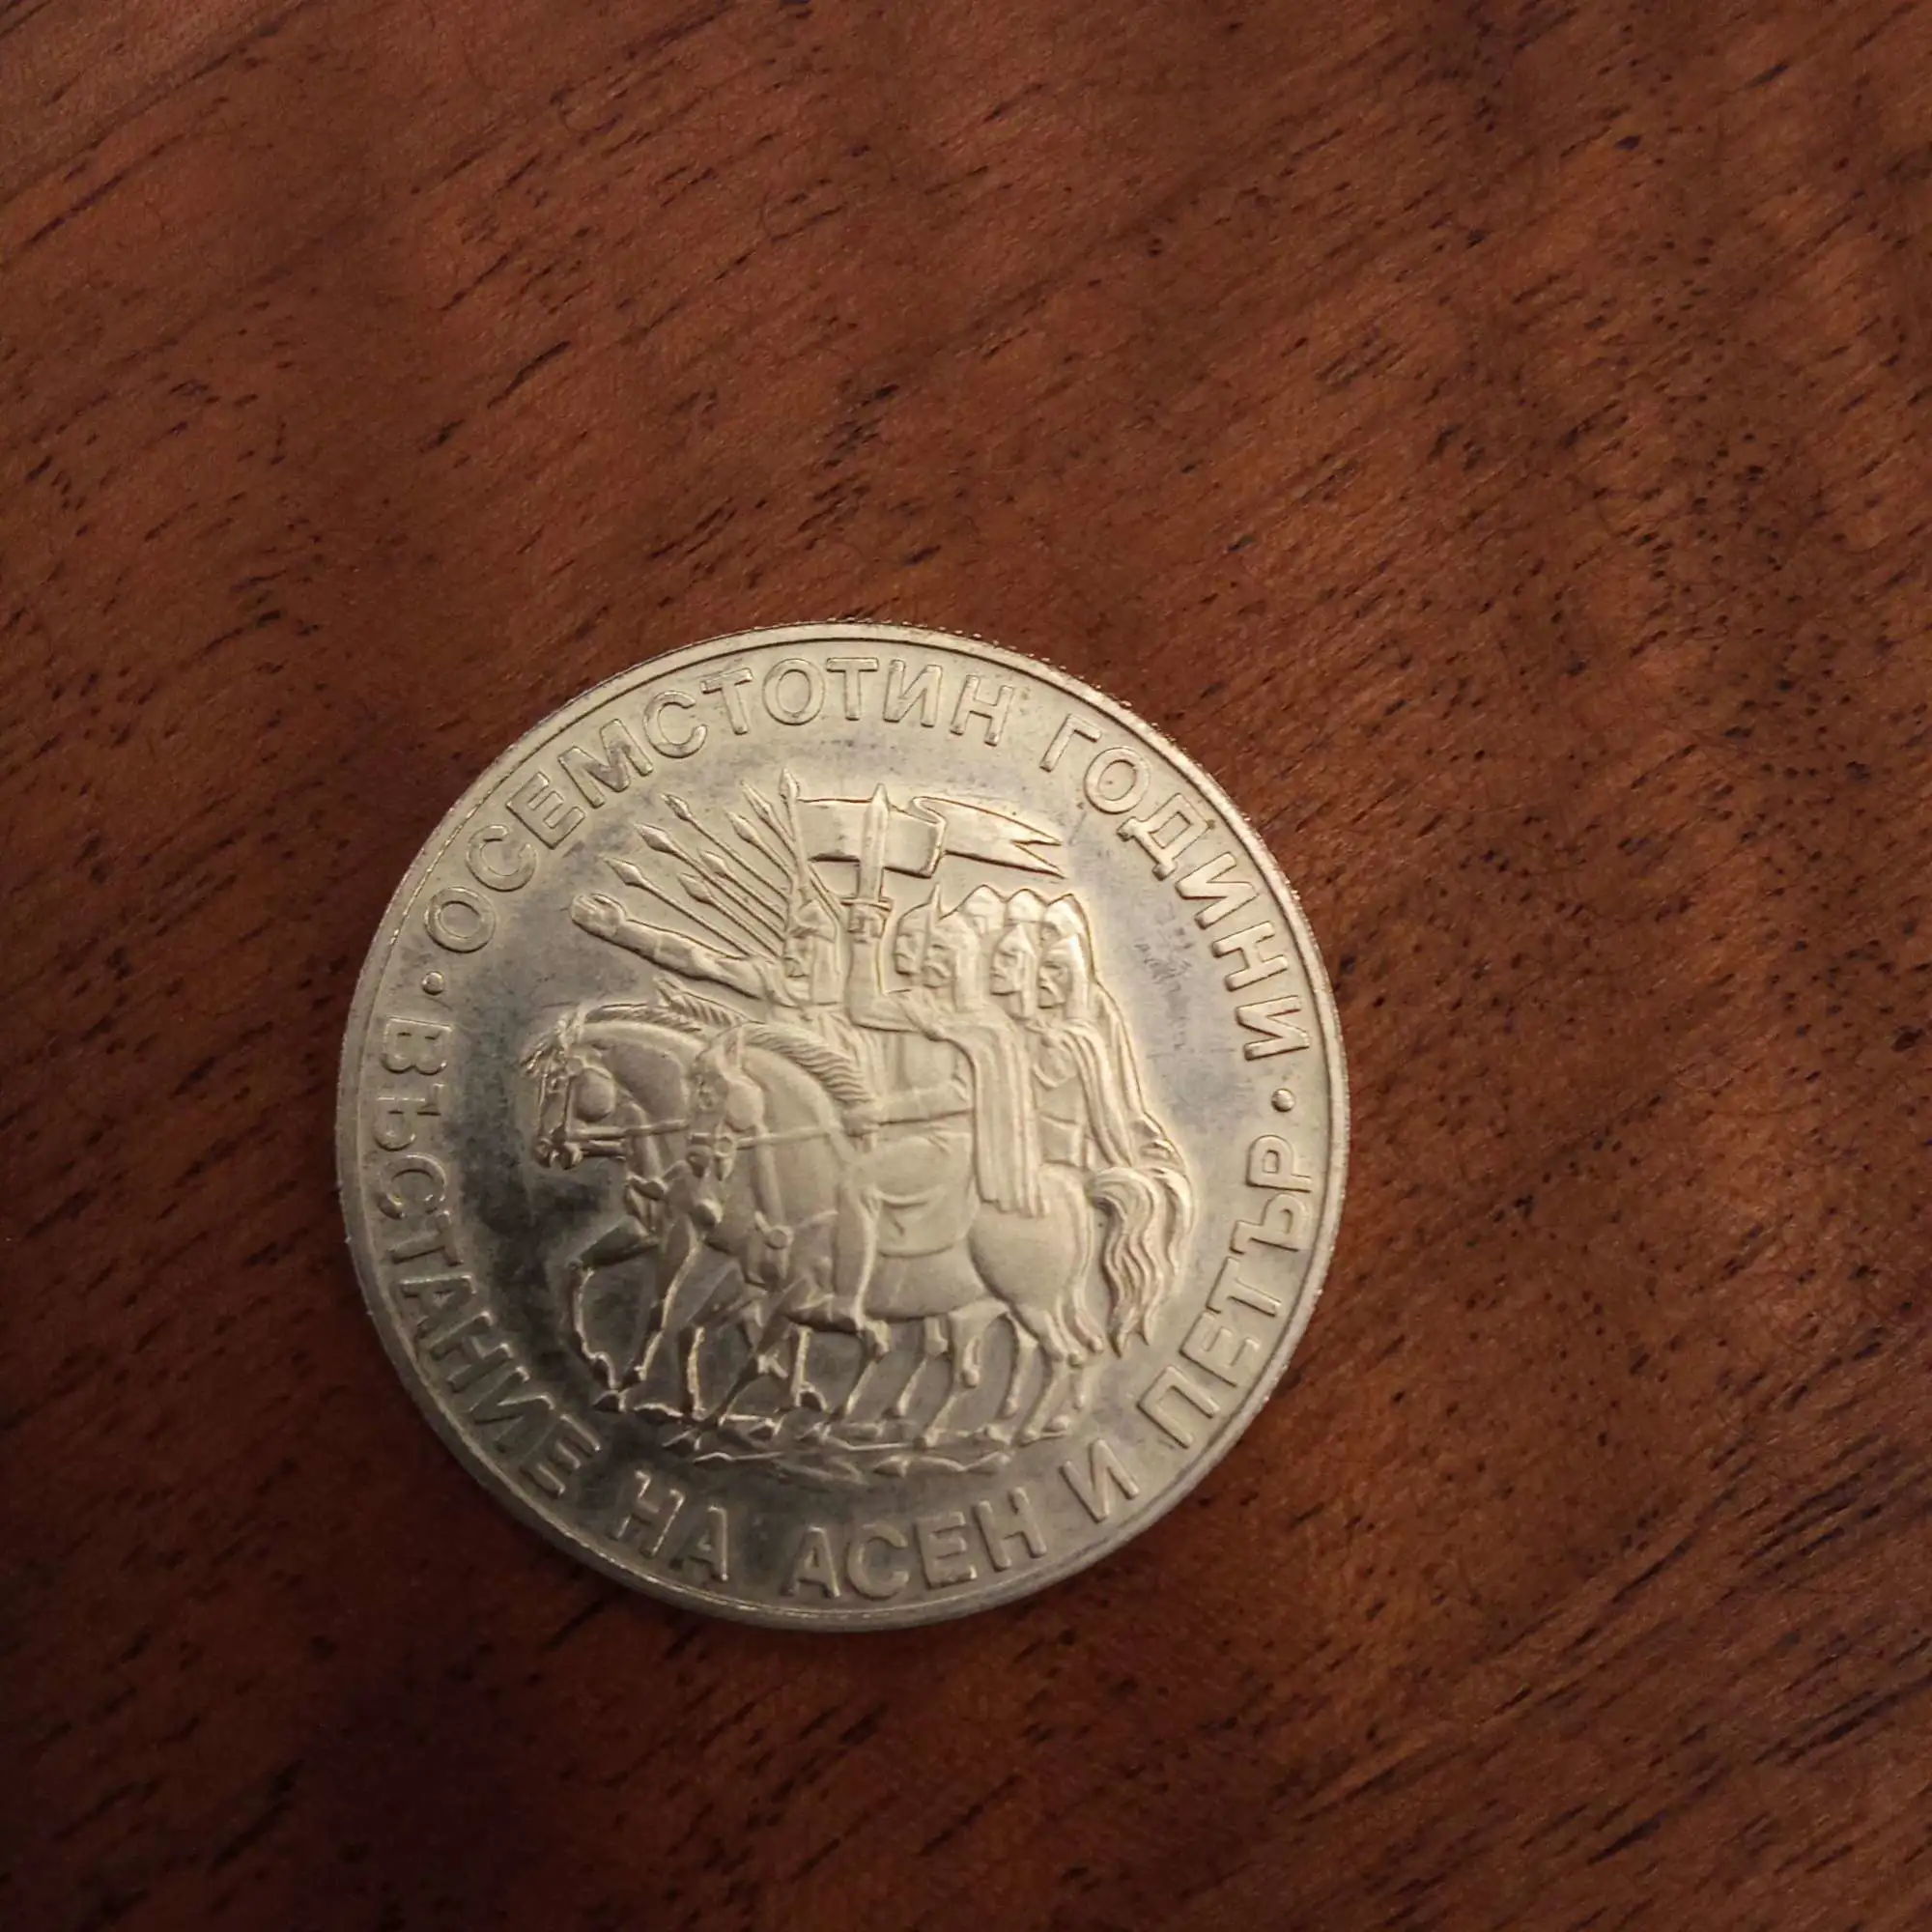 ОСЕМСТОТИН ГОДИНИ
• ВЪСТАНИЕ НА АСЕН И ПЕТЪР •